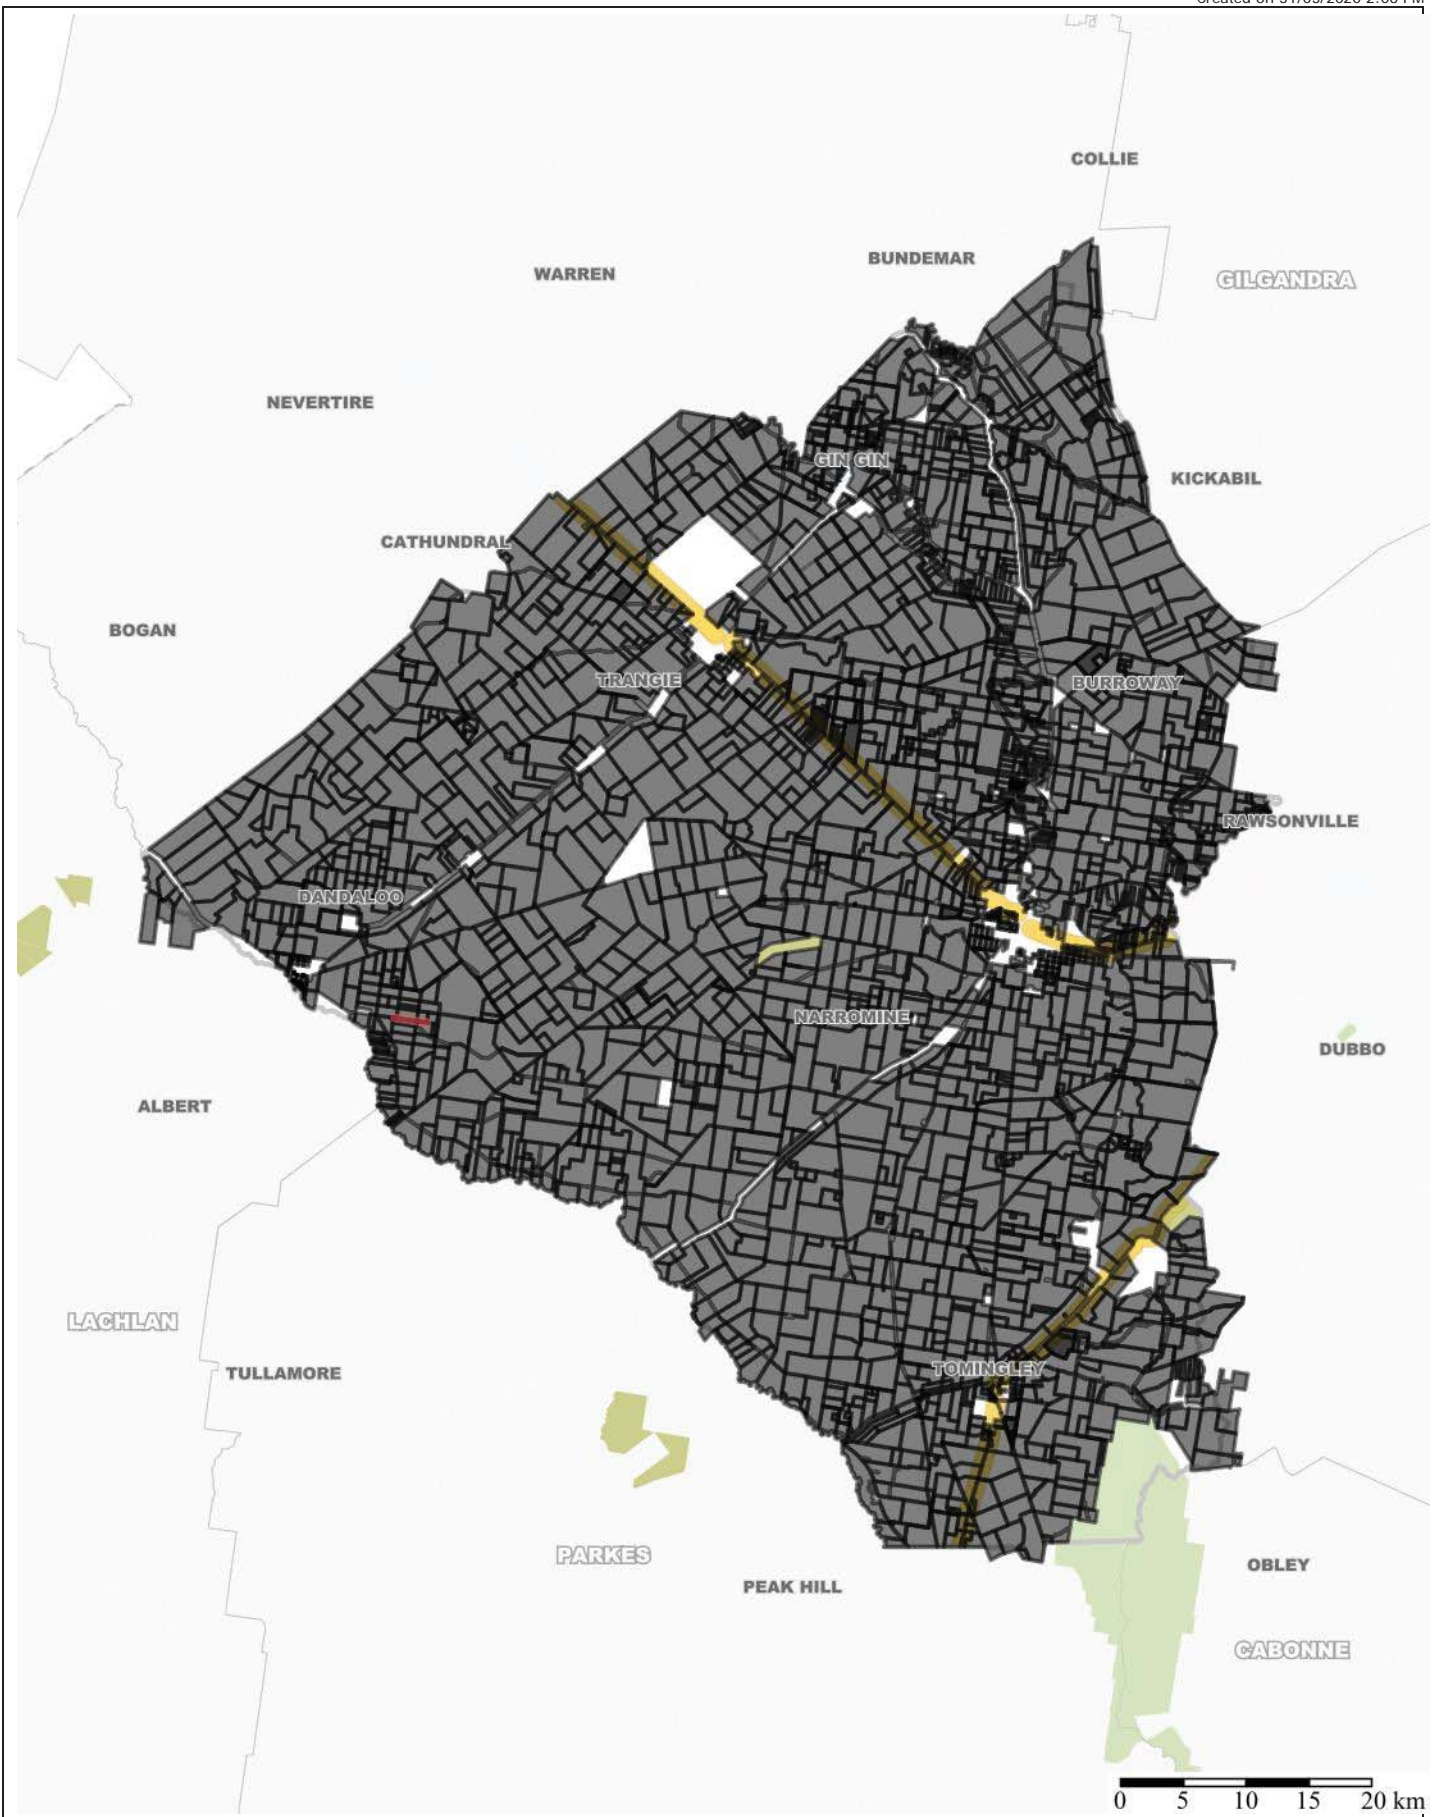 COLLIE
BUNDEMAR
WARREN
GILGANDRA
NEVERTIRE
GIN GIN
KICKABIL
CATHUNDRAL
BOGAN
TRANGIE
BURROWAY
RAWSONVILLE
DANDALOO
NARROMINE
DUBBO
ALBERT
LACHLAN
TOMINGLEY
TULLAMORE
PARKES
OBLEY
PEAK HILL
CABONNE
0 5 10 15 20 km